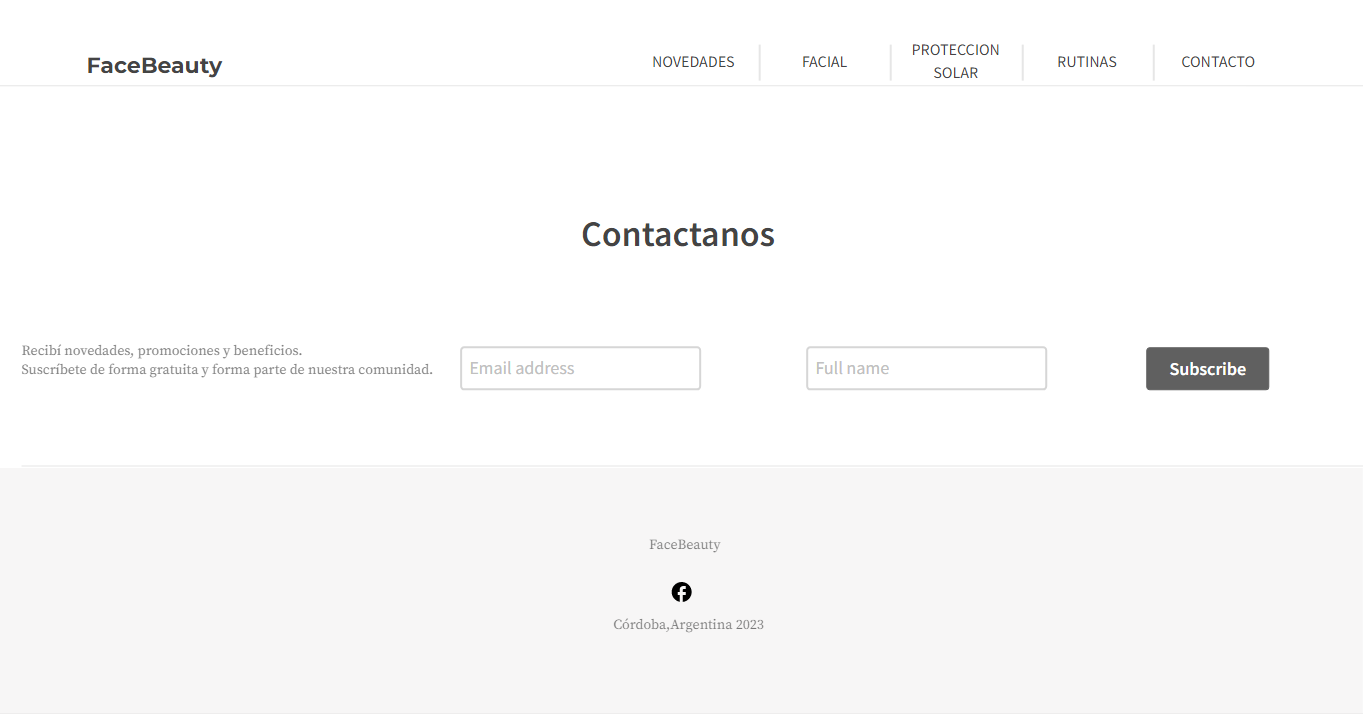 FaceBeauty
NOVEDADES
FACIAL
PROTECCION
SOLAR
RUTINAS
CONTACTO
Contactanos
Recibí novedades, promociones y beneficios.
Suscríbete de forma gratuita y forma parte de nuestra comunidad.
Email address
Full name
Subscribe
FaceBeauty
Córdoba,Argentina 2023